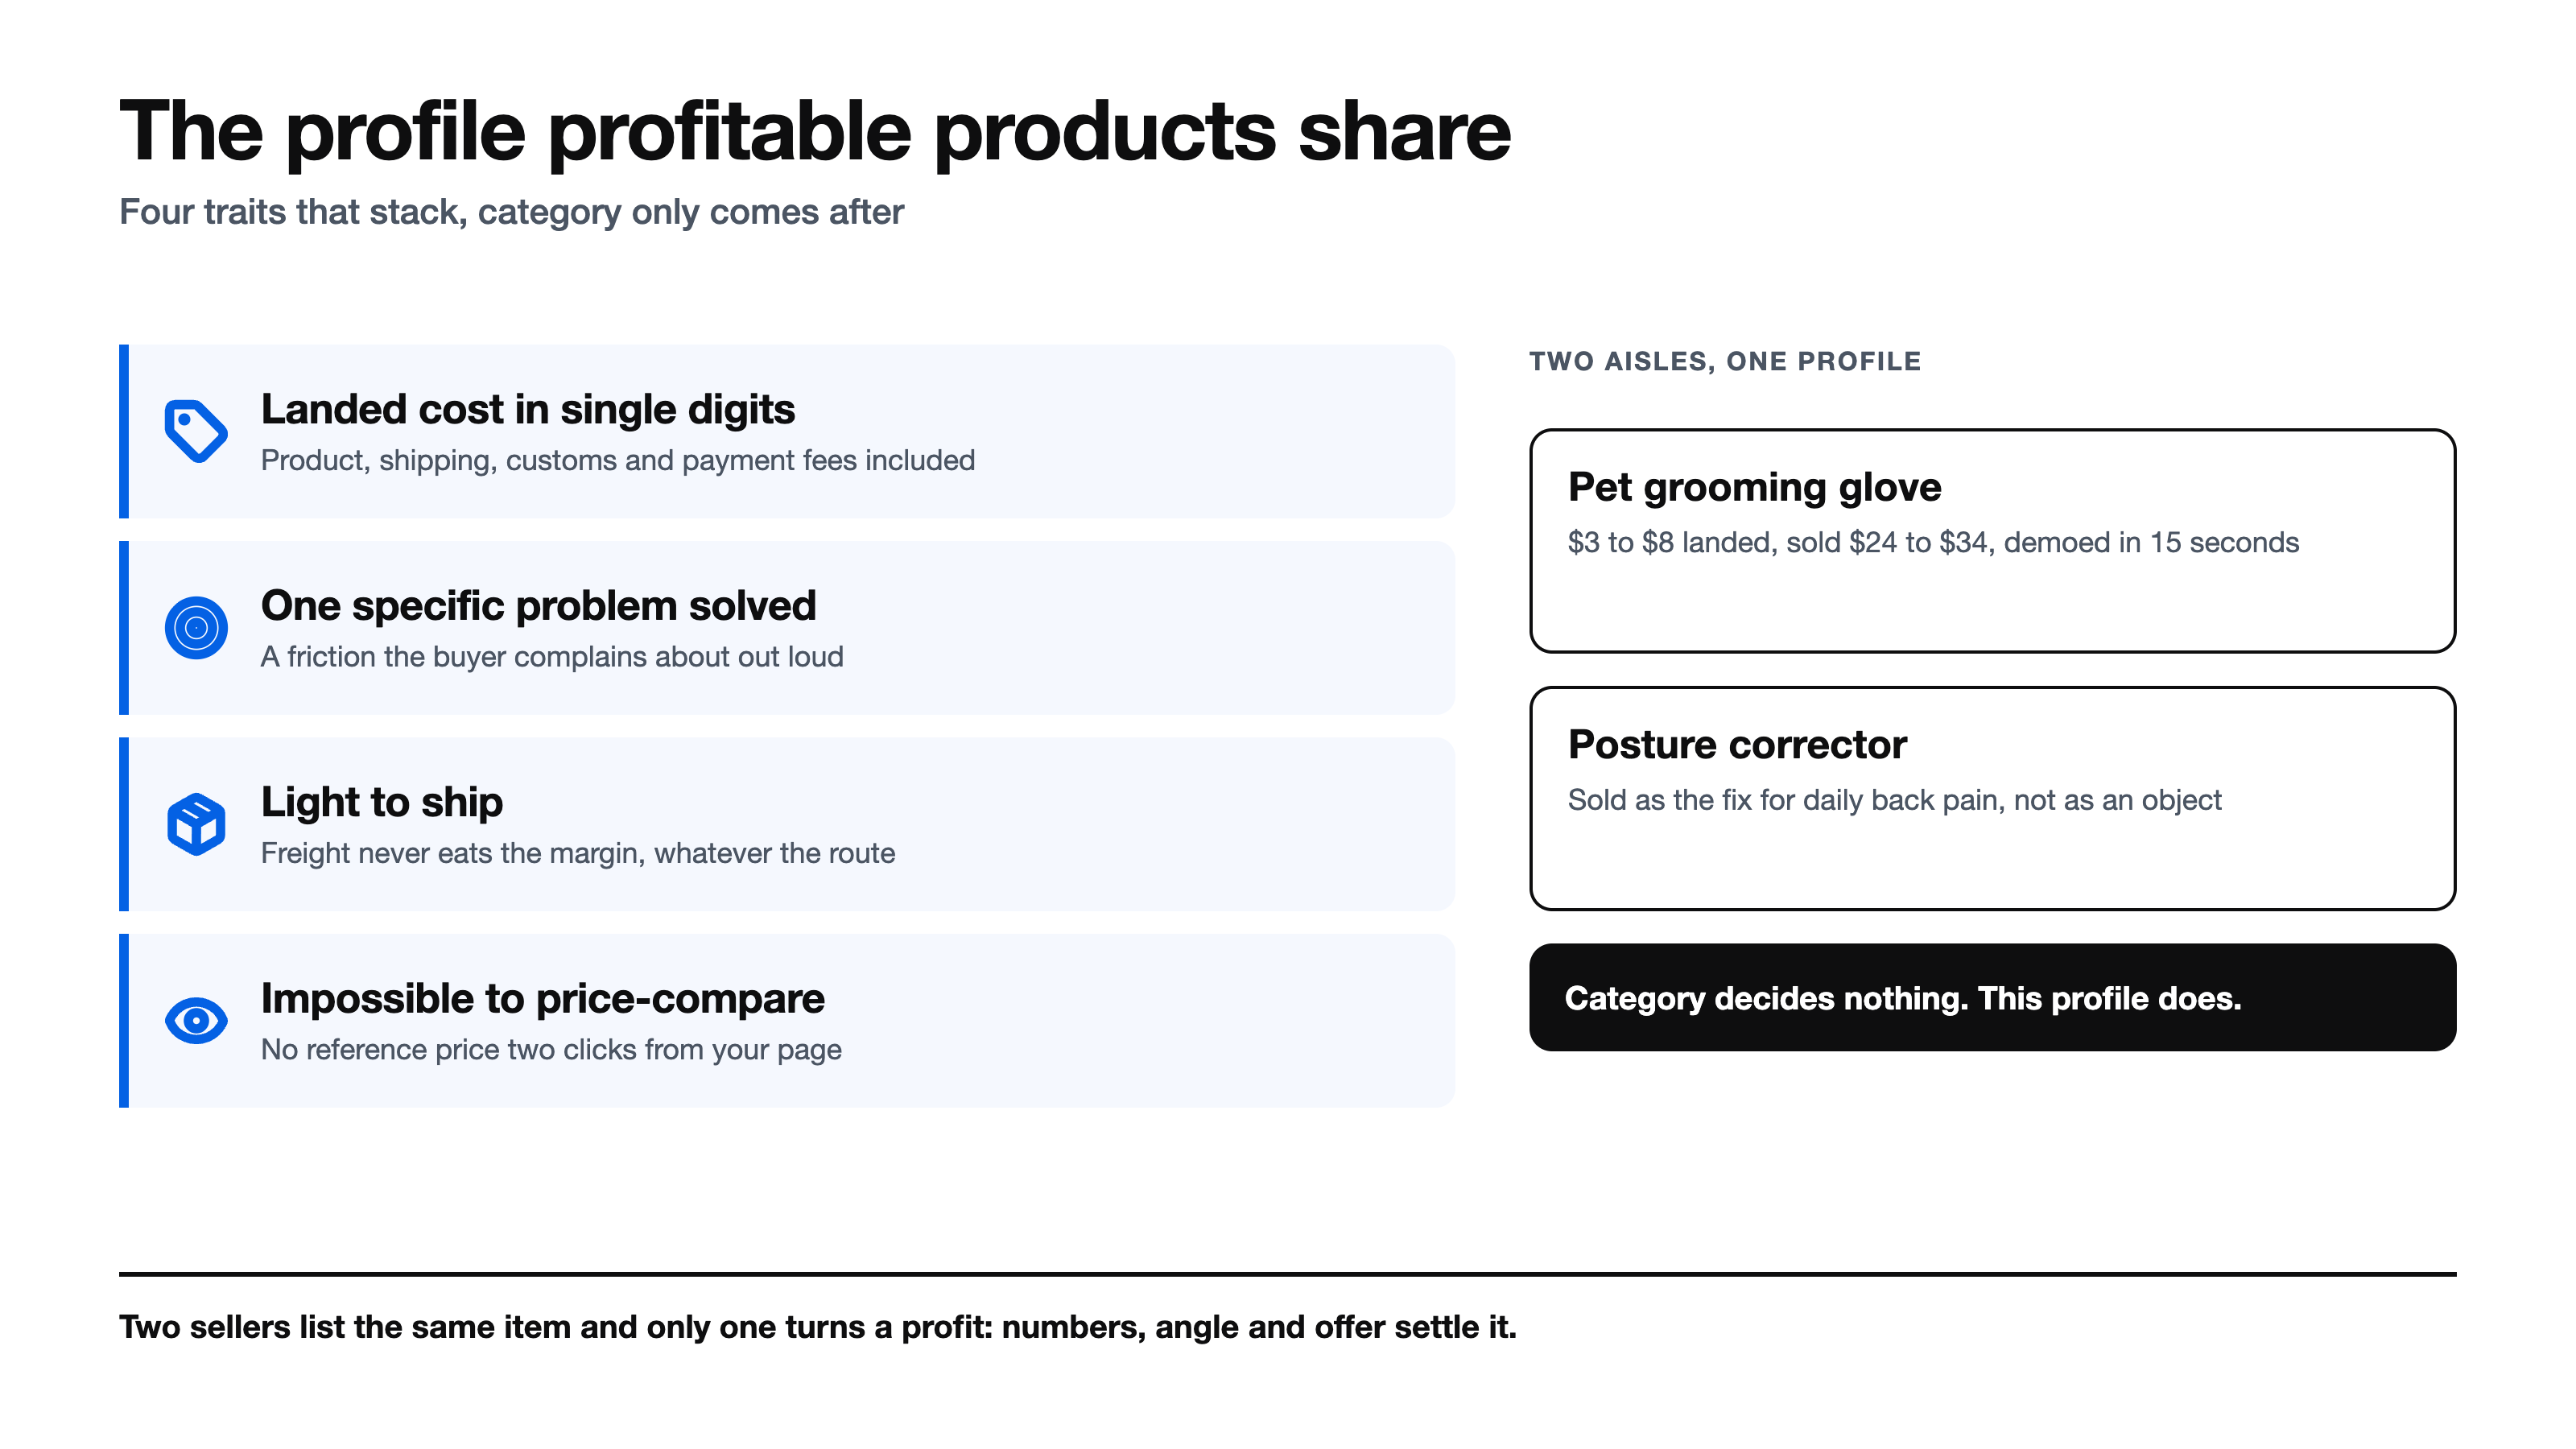 The profile profitable products share
Four traits that stack, category only comes after
Landed cost in single digits
Product, shipping, customs and payment fees included
One specific problem solved
A friction the buyer complains about out loud
Light to ship
Freight never eats the margin, whatever the route
Impossible to price-compare
No reference price two clicks from your page
TWO AISLES, ONE PROFILE
Pet grooming glove
$3 to $8 landed, sold $24 to $34, demoed in 15 seconds
Posture corrector
Sold as the fix for daily back pain, not as an object
Category decides nothing. This profile does.
Two sellers list the same item and only one turns a profit: numbers, angle and offer settle it.